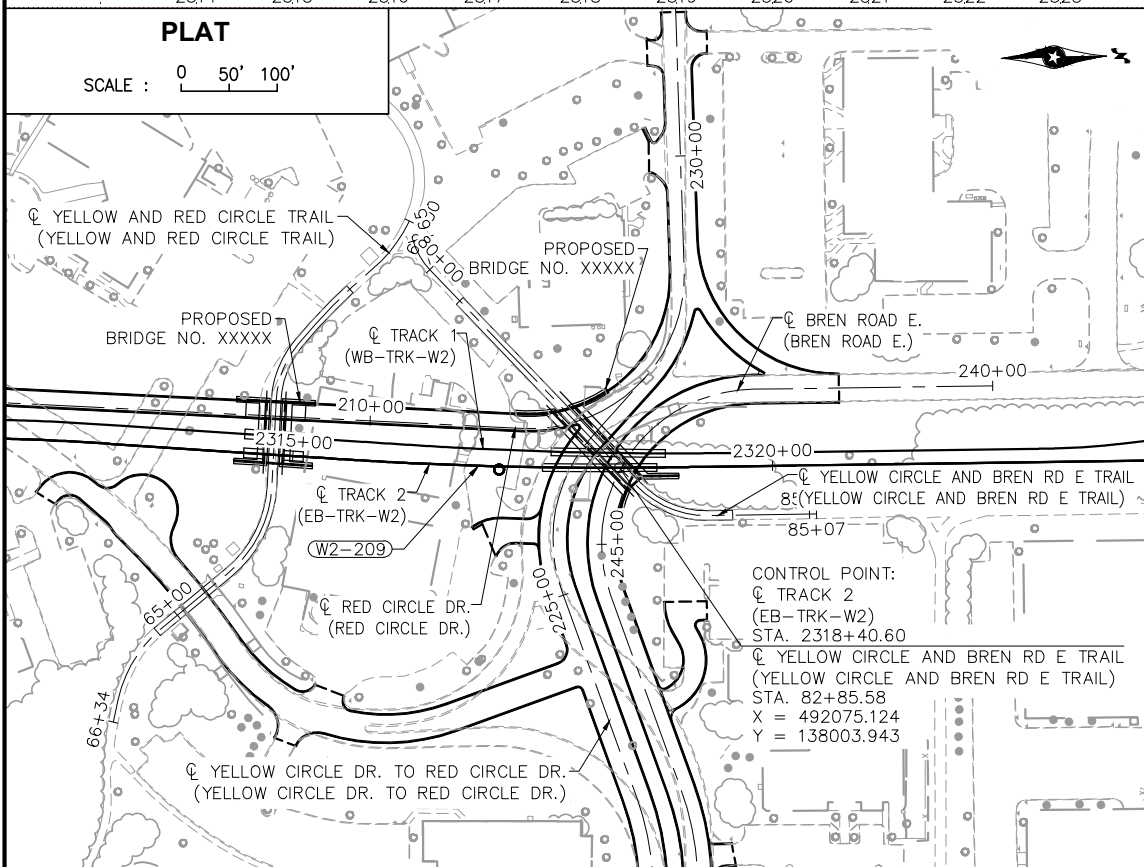 PLAT
SCALE : 0 50' 100'
230+00
℄ YELLOW AND RED CIRCLE TRAIL
(YELLOW AND RED CIRCLE TRAIL)
80+00
PROPOSED
BRIDGE NO. XXXXX
PROPOSED
BRIDGE NO. XXXXX
℄ TRACK 1
(WB-TRK-W2)
℄ BREN ROAD E.
(BREN ROAD E.)
240+00
210+00
2315+00
2320+00
℄ TRACK 2
(EB-TRK-W2)
℄ YELLOW CIRCLE AND BREN RD E TRAIL
(YELLOW CIRCLE AND BREN RD E TRAIL)
85+07
W2-209
245+00
225+00
65+00
66+34
℄ RED CIRCLE DR.
(RED CIRCLE DR.)
CONTROL POINT:
℄ TRACK 2
(EB-TRK-W2)
STA. 2318+40.60
℄ YELLOW CIRCLE AND BREN RD E TRAIL
(YELLOW CIRCLE AND BREN RD E TRAIL)
STA. 82+85.58
X = 492075.124
Y = 138003.943
℄ YELLOW CIRCLE DR. TO RED CIRCLE DR.
(YELLOW CIRCLE DR. TO RED CIRCLE DR.)